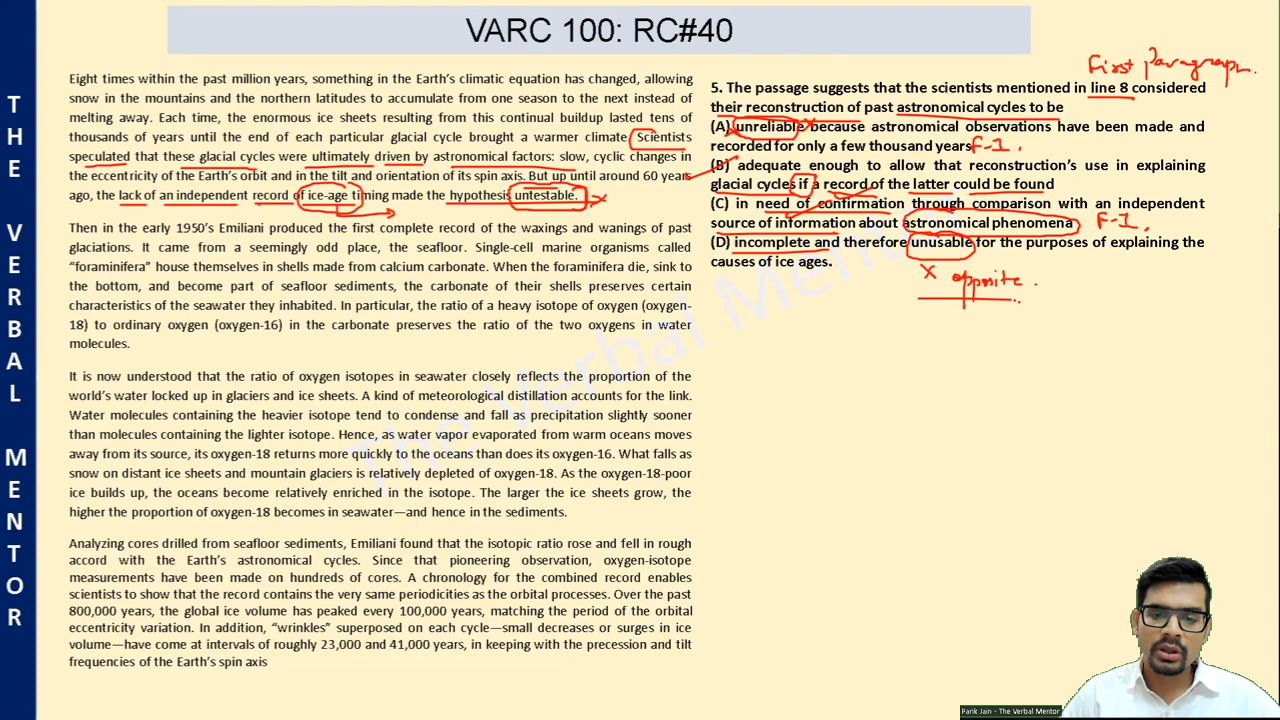 VARC 100: RC#40
THE VERBAL MENTOR
Eight times within the past million years, something in the Earth's climatic equation has changed, allowing
snow in the mountains and the northern latitudes to accumulate from one season to the next instead of
melting away. Each time, the enormous ice sheets resulting from this continual buildup lasted tens of
thousands of years until the end of each particular glacial cycle brought a warmer climate Scientists
speculated that these glacial cycles were ultimately driven by astronomical factors: slow, cyclic changes in
the eccentricity of the Earth's orbit and in the tilt and orientation of its spin axis. But up until around 60 years
ago, the lack of an independent record of ice-age timing made the hypothesis untestable.
Then in the early 1950's Emiliani produced the first complete record of the waxings and wanings of past
glaciations. It came from a seemingly odd place, the seafloor. Single-cell marine organisms called
"foraminifera" house themselves in shells made from calcium carbonate. When the foraminifera die, sink to
the bottom, and become part of seafloor sediments, the carbonate of their shells preserves certain
characteristics of the seawater they inhabited. In particular, the ratio of a heavy isotope of oxygen (oxygen-
18) to ordinary oxygen (oxygen-16) in the carbonate preserves the ratio of the two oxygens in water
molecules.
It is now understood that the ratio of oxygen isotopes in seawater closely reflects the proportion of the
world's water locked up in glaciers and ice sheets. A kind of meteorological distillation accounts for the link.
Water molecules containing the heavier isotope tend to condense and fall as precipitation slightly sooner
than molecules containing the lighter isotope. Hence, as water vapor evaporated from warm oceans moves
away from its source, its oxygen-18 returns more quickly to the oceans than does its oxygen-16. What falls as
snow on distant ice sheets and mountain glaciers is relatively depleted of oxygen-18. As the oxygen-18-poor
ice builds up, the oceans become relatively enriched in the isotope. The larger the ice sheets grow, the
higher the proportion of oxygen-18 becomes in seawater—and hence in the sediments.
Analyzing cores drilled from seafloor sediments, Emiliani found that the isotopic ratio rose and fell in rough
accord with the Earth's astronomical cycles. Since that pioneering observation, oxygen-isotope
measurements have been made on hundreds of cores. A chronology for the combined record enables
scientists to show that the record contains the very same periodicities as the orbital processes. Over the past
800,000 years, the global ice volume has peaked every 100,000 years, matching the period of the orbital
eccentricity variation. In addition, "wrinkles" superposed on each cycle—small decreases or surges in ice
volume—have come at intervals of roughly 23,000 and 41,000 years, in keeping with the precession and tilt
frequencies of the Earth's spin axis
First Paragraph.
5. The passage suggests that the scientists mentioned in line 8 considered
their reconstruction of past astronomical cycles to be
(A) unreliable because astronomical observations have been made and
recorded for only a few thousand years F-1.
(B) adequate enough to allow that reconstruction's use in explaining
glacial cycles if a record of the latter could be found
(C) in need of confirmation through comparison with an independent
source of information about astronomical phenomena F-1.
(D) incomplete and therefore unusable for the purposes of explaining the
causes of ice ages.
x opposite.
The Verbal Mentor
Parik Jain - The Verbal Mentor